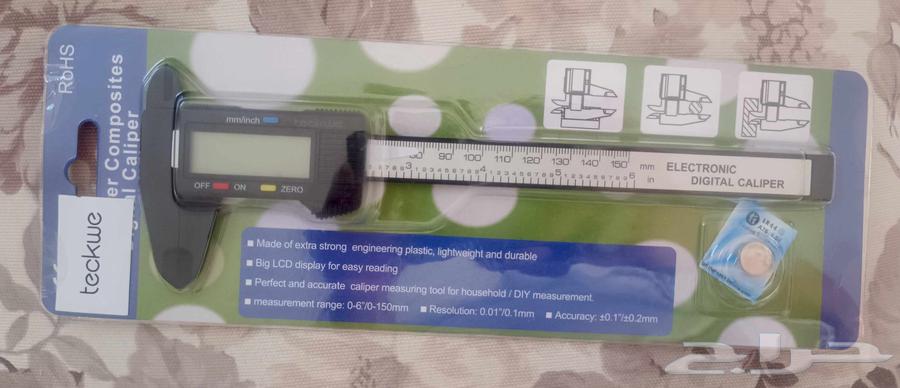 RoHS
er Composites
l Caliper
teckwe
mm/inch
OFF ON ZERO
80 90 100 110 120 130 140 150 mm
3 4 5 6 in
ELECTRONIC
DIGITAL CALIPER
LR44
■ Made of extra strong engineering plastic, lightweight and durable
■ Big LCD display for easy reading
■ Perfect and accurate caliper measuring tool for household / DIY measurement.
■ measurement range: 0-6"/0-150mm ■ Resolution: 0.01"/0.1mm ■ Accuracy: ±0.1"/±0.2mm
حراج